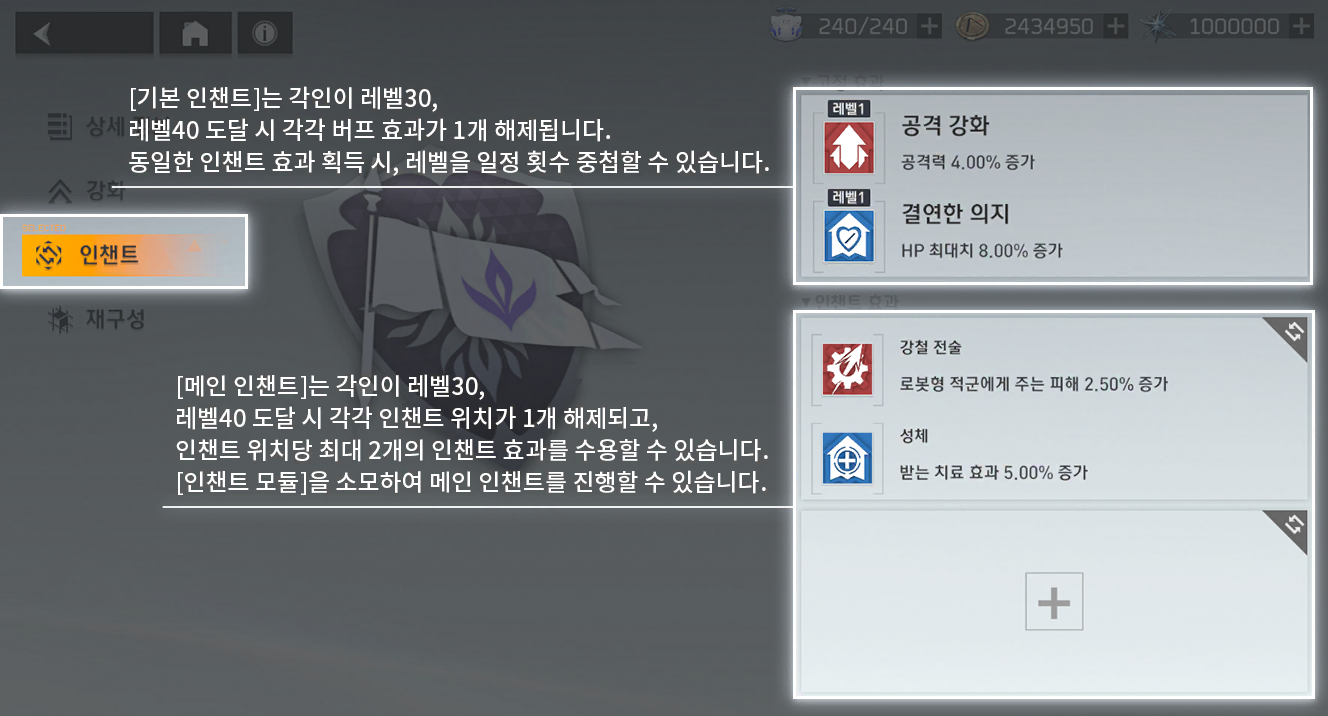 240/240
2434950
1000000
[기본 인챈트]는 각인이 레벨30,
레벨40 도달 시 각각 버프 효과가 1개 해제됩니다.
동일한 인챈트 효과 획득 시, 레벨을 일정 횟수 중첩할 수 있습니다.
상세
강화
인챈트
재구성
고정 효과
레벨1
공격 강화
공격력 4.00% 증가
레벨1
결연한 의지
HP 최대치 8.00% 증가
인챈트 효과
강철 전술
로봇형 적군에게 주는 피해 2.50% 증가
성체
받는 치료 효과 5.00% 증가
[메인 인챈트]는 각인이 레벨30,
레벨40 도달 시 각각 인챈트 위치가 1개 해제되고,
인챈트 위치당 최대 2개의 인챈트 효과를 수용할 수 있습니다.
[인챈트 모듈]을 소모하여 메인 인챈트를 진행할 수 있습니다.